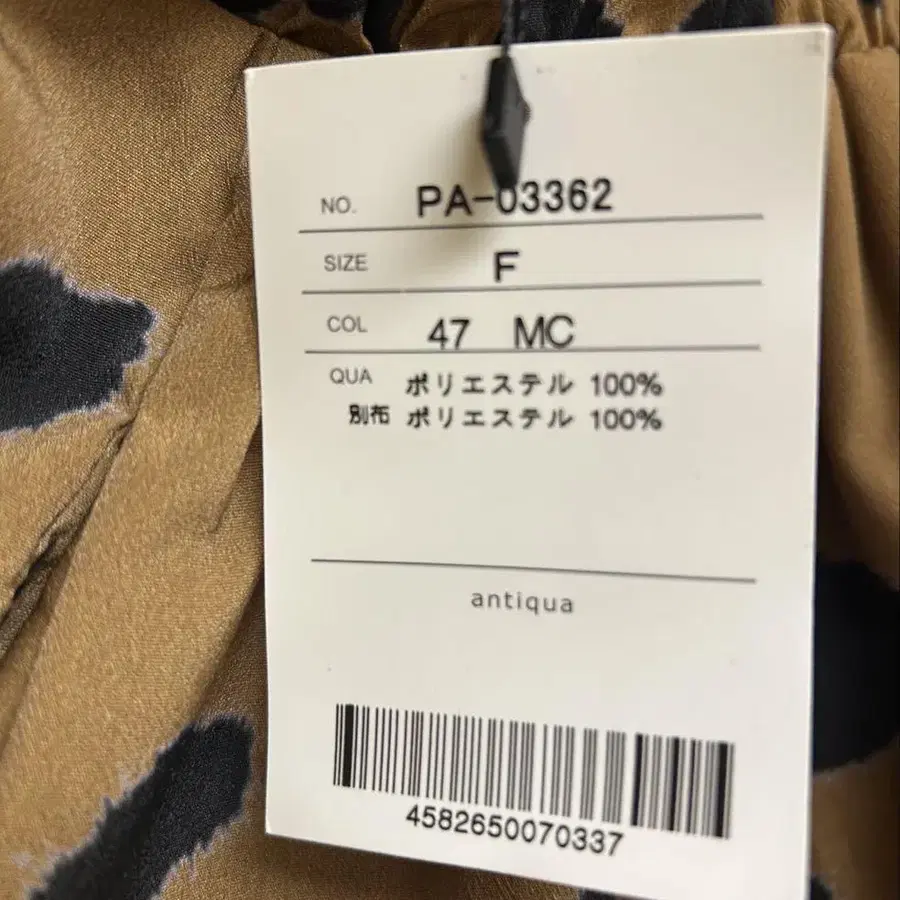 NO. PA-03362
SIZE F
COL 47 MC
QUA ポリエステル 100%
別布 ポリエステル 100%
antiqua
4582650070337